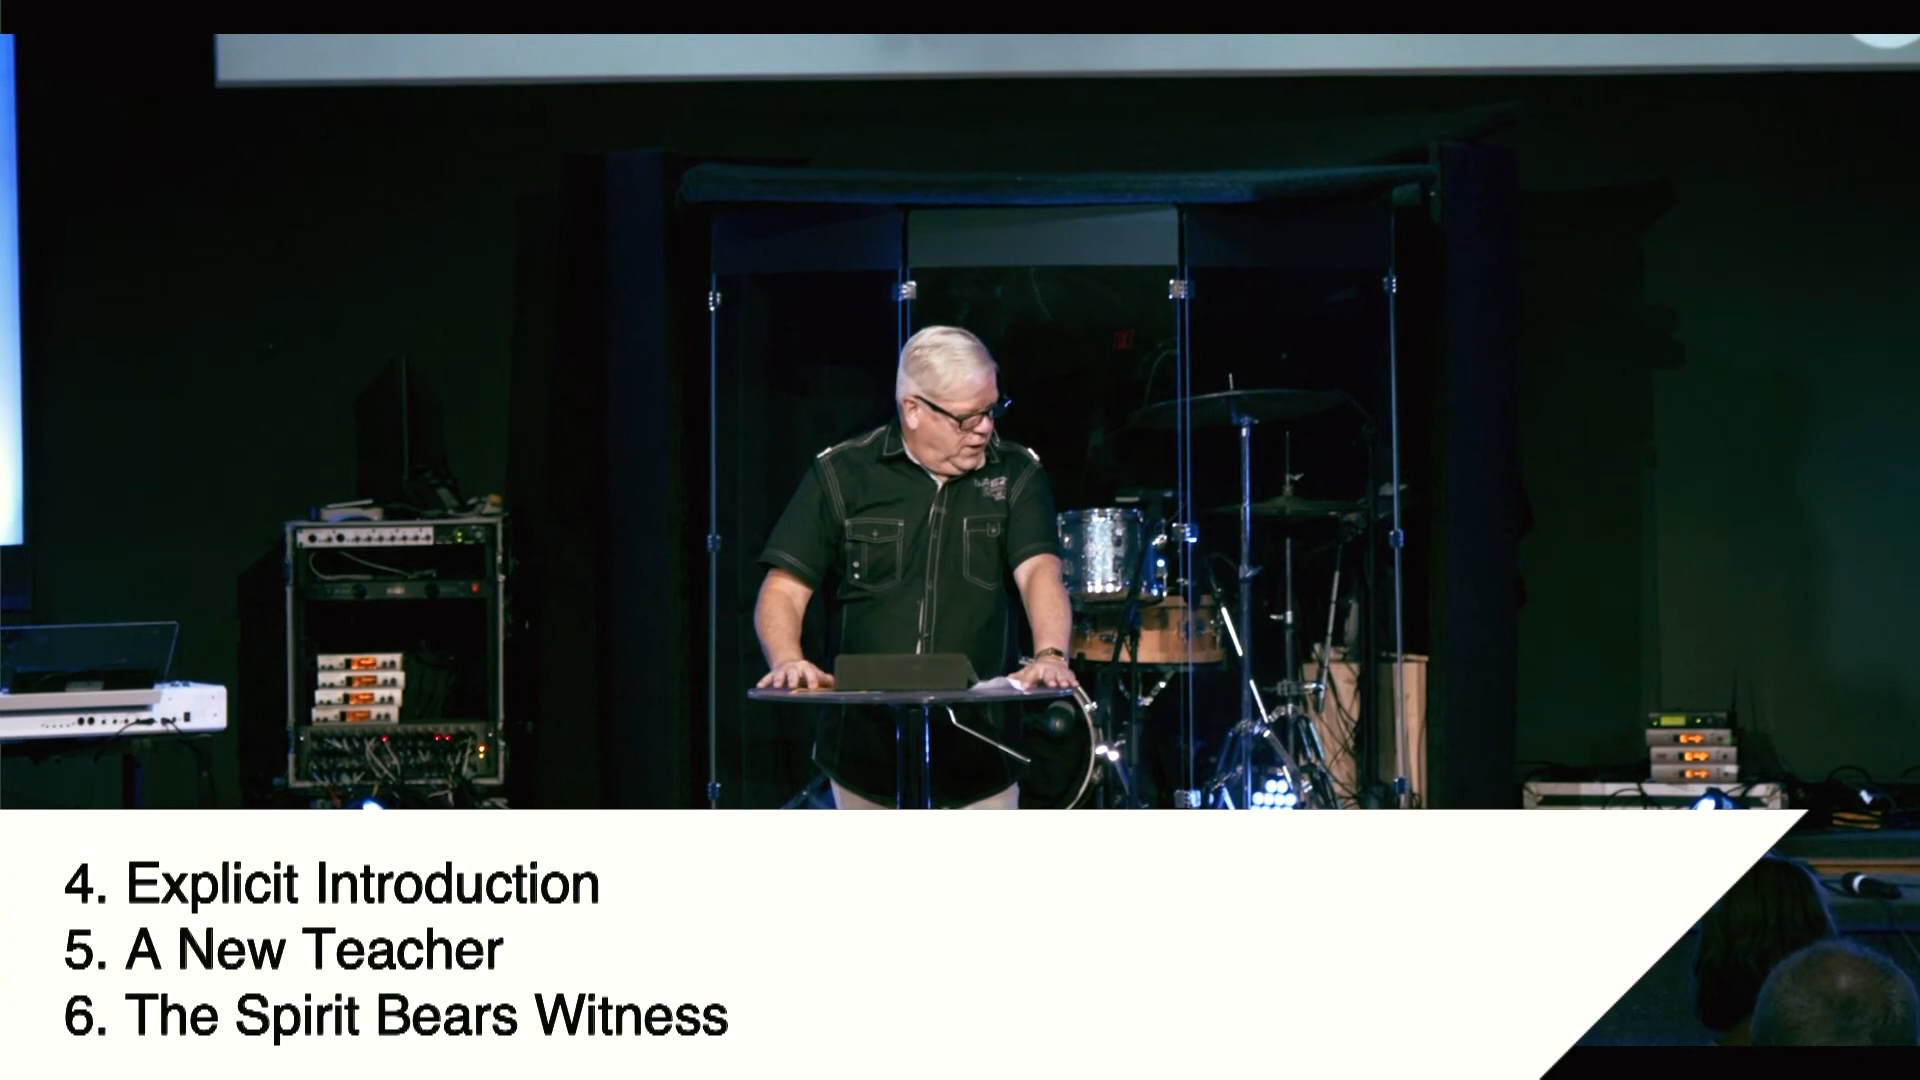 4. Explicit Introduction
5. A New Teacher
6. The Spirit Bears Witness